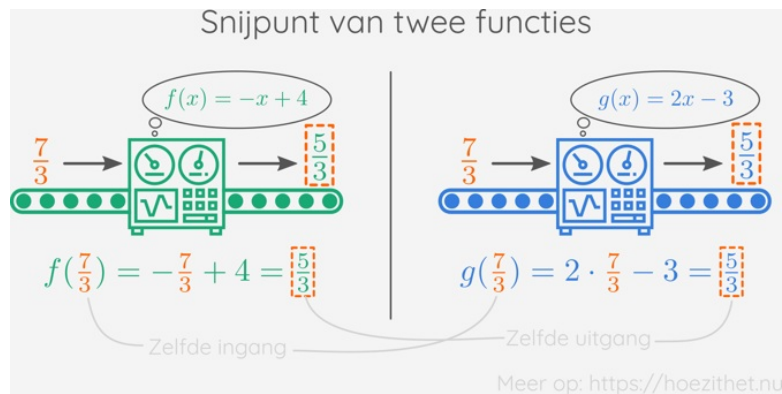 Snijpunt van twee functies
f(x) = −x + 4
7/3
5/3
f(7/3) = −7/3 + 4 = 5/3
g(x) = 2x − 3
7/3
5/3
g(7/3) = 2 · 7/3 − 3 = 5/3
Zelfde ingang
Zelfde uitgang
Meer op: https://hoezithet.nu